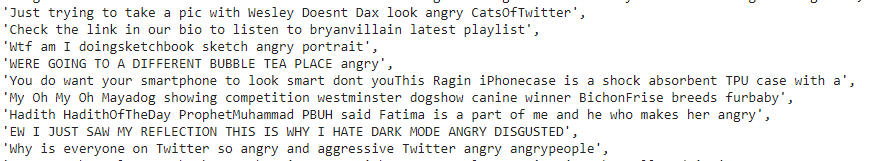 'Just trying to take a pic with Wesley Doesnt Dax look angry CatsOfTwitter',
'Check the link in our bio to listen to bryanvillain latest playlist',
'Wtf am I doingsketchbook sketch angry portrait',
'WERE GOING TO A DIFFERENT BUBBLE TEA PLACE angry',
'You do want your smartphone to look smart dont youThis Ragin iPhonecase is a shock absorbent TPU case with a',
'My Oh My Oh Mayadog showing competition westminster dogshow canine winner BichonFrise breeds furbaby',
'Hadith HadithOfTheDay ProphetMuhammad PBUH said Fatima is a part of me and he who makes her angry',
'EW I JUST SAW MY REFLECTION THIS IS WHY I HATE DARK MODE ANGRY DISGUSTED',
'Why is everyone on Twitter so angry and aggressive Twitter angry angrypeople',